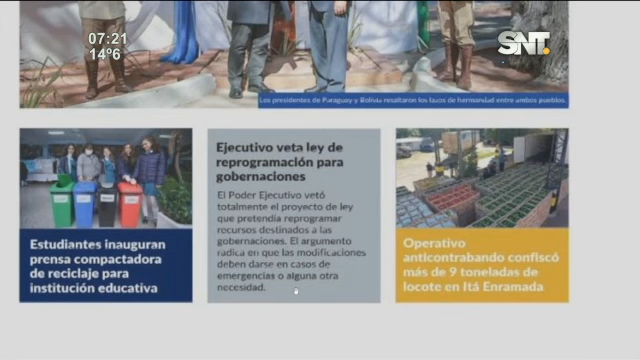 07:21
14°6
SNT
Los presidentes de Paraguay y Bolivia resaltaron los lazos de hermandad entre ambos pueblos.
Estudiantes inauguran
prensa compactadora
de reciclaje para
institución educativa
Ejecutivo veta ley de
reprogramación para
gobernaciones
El Poder Ejecutivo vetó
totalmente el proyecto de ley
que pretendía reprogramar
recursos destinados a las
gobernaciones. El argumento
radica en que las modificaciones
deben darse en casos de
emergencias o alguna otra
necesidad.
Operativo
anticontrabando confiscó
más de 9 toneladas de
locote en Itá Enramada